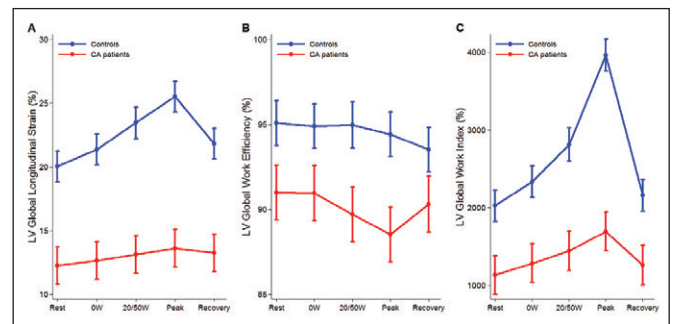 A
B
C
Controls
CA patients
Controls
CA patients
Controls
CA patients
LV Global Longitudinal Strain (%)
30
25
20
15
10
LV Global Work Efficiency (%)
100
95
90
85
LV Global Work Index (%)
4000
3000
2000
1000
Rest 0W 20/50W Peak Recovery
Rest 0W 20/50W Peak Recovery
Rest 0W 20/50W Peak Recovery